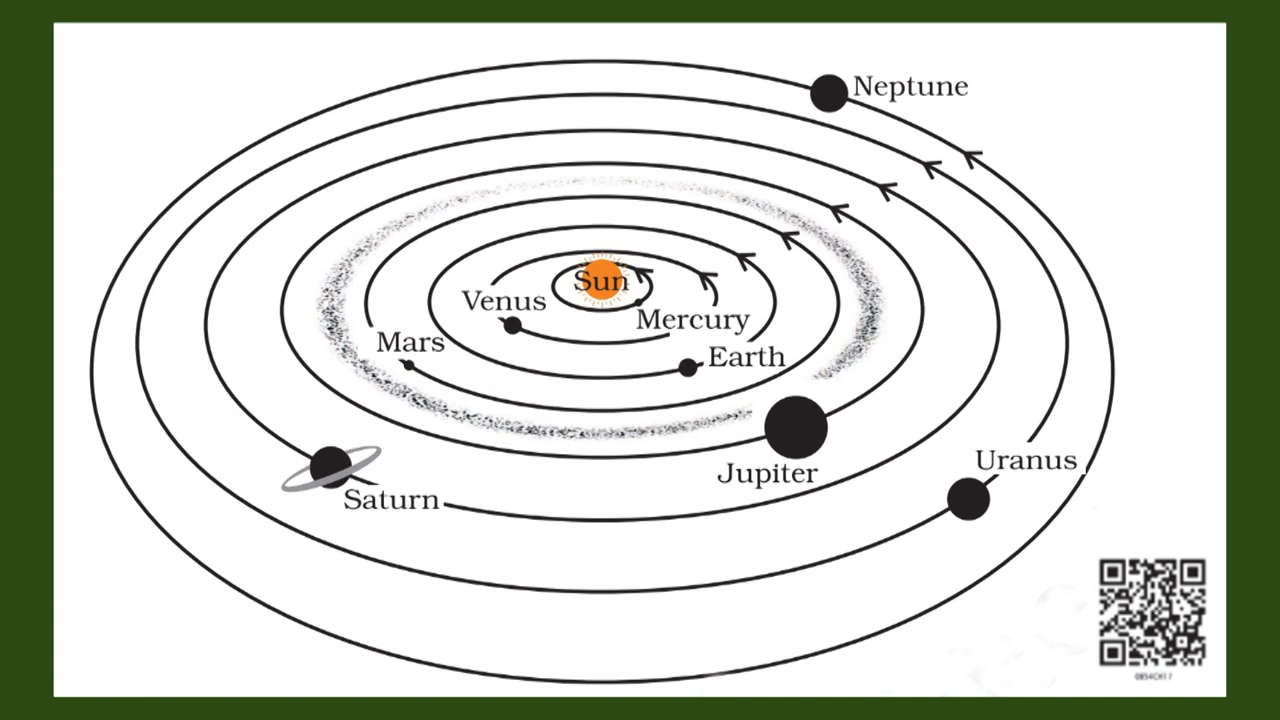 Neptune
Sun
Venus
Mercury
Mars
Earth
Uranus
Jupiter
Saturn